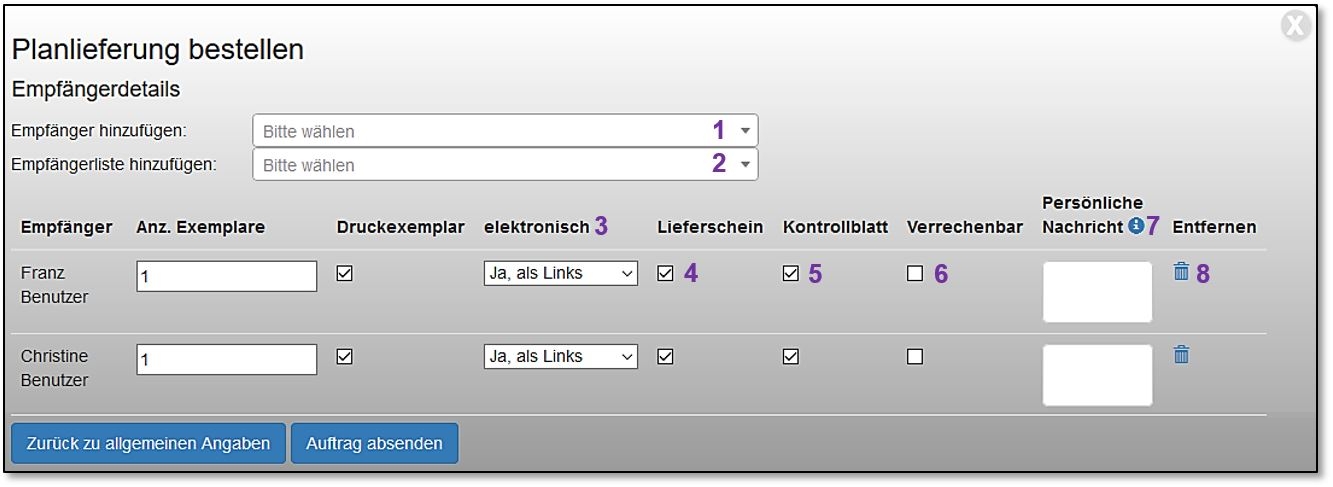 X
Planlieferung bestellen
Empfängerdetails
Empfänger hinzufügen: Bitte wählen 1
Empfängerliste hinzufügen: Bitte wählen 2
Empfänger Anz. Exemplare Druckexemplar elektronisch 3 Lieferschein Kontrollblatt Verrechenbar Persönliche Nachricht i 7 Entfernen
Franz Benutzer 1 Ja, als Links 4 5 6 8
Christine Benutzer 1 Ja, als Links
Zurück zu allgemeinen Angaben Auftrag absenden